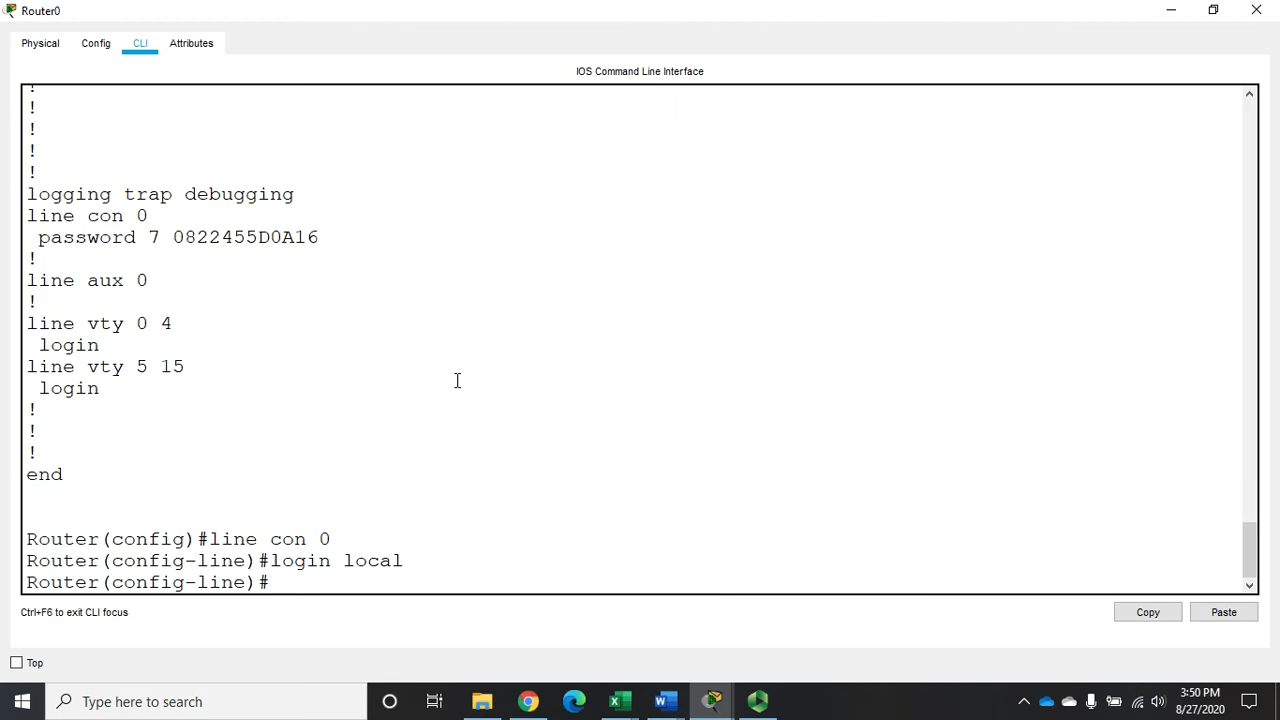 Router0
Physical Config CLI Attributes
IOS Command Line Interface
!
!
!
!
!
logging trap debugging
line con 0
password 7 0822455D0A16
!
line aux 0
!
line vty 0 4
login
line vty 5 15
login
!
!
!
end
Router(config)#line con 0
Router(config-line)#login local
Router(config-line)#
Ctrl+F6 to exit CLI focus
Copy Paste
Top
Type here to search
3:50 PM
8/27/2020